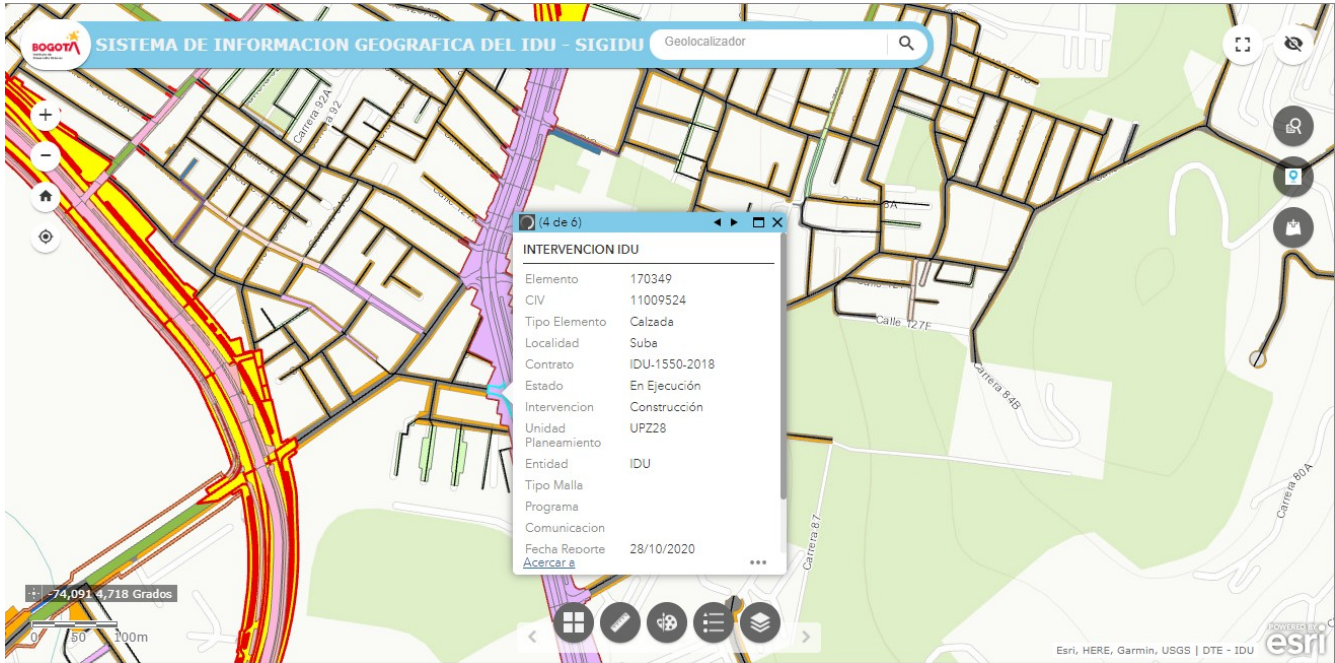 BOGOTÁ
SISTEMA DE INFORMACION GEOGRAFICA DEL IDU - SIGIDU
Geolocalizador
Carrera 92A
Carrera 92
(4 de 6)
INTERVENCION IDU
Elemento 170349
CIV 11009524
Tipo Elemento Calzada
Localidad Suba
Contrato IDU-1550-2018
Estado En Ejecución
Intervencion Construcción
Unidad Planeamiento UPZ28
Entidad IDU
Tipo Malla
Programa
Comunicacion
Fecha Reporte 28/10/2020
Acercar a
Calle 127F
Carrera 84B
Carrera 80A
Carrera 87
-74,091 4,718 Grados
0 50 100m
POWERED BY
esri
Esri, HERE, Garmin, USGS | DTE - IDU